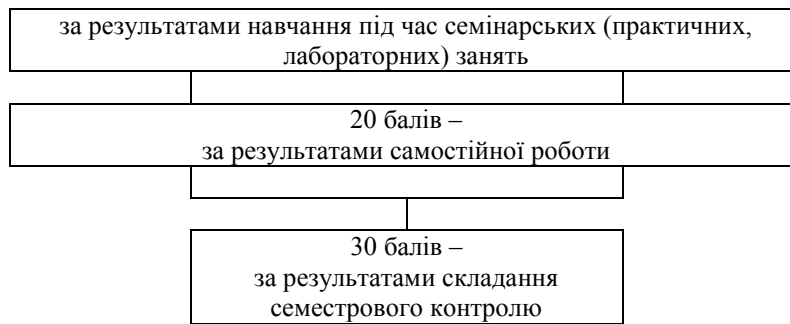 за результатами навчання під час семінарських (практичних,
лабораторних) занять
20 балів –
за результатами самостійної роботи
30 балів –
за результатами складання
семестрового контролю